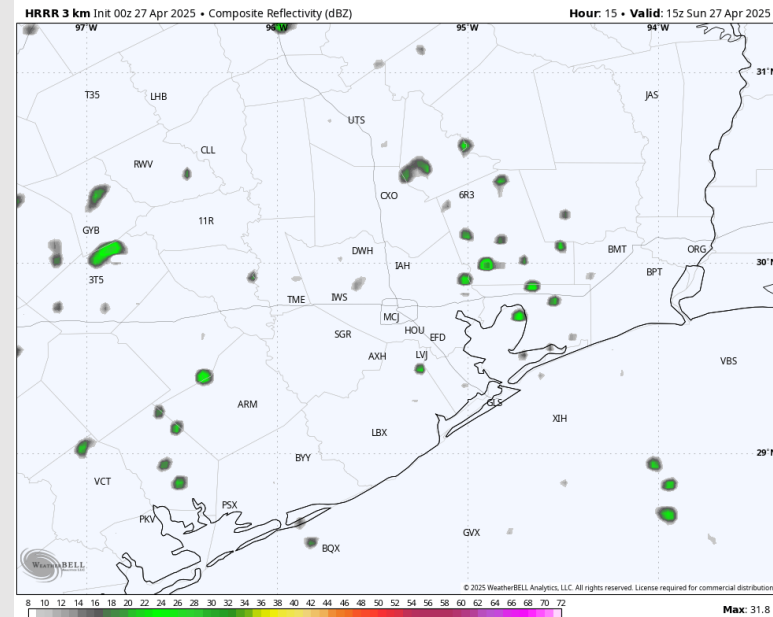 HRRR 3 km Init 00z 27 Apr 2025 • Composite Reflectivity (dBZ)
Hour: 15 • Valid: 15z Sun 27 Apr 2025
97°W 96°W 95°W 94°W
31°N
T35 LHB JAS
UTS
CLL
RWV
CXO 6R3
11R
GYB
DWH BMT ORG
IAH 30°N
BPT
3T5
TME IWS
MCJ
SGR HOU EFD
AXH LVJ VBS
ARM GLS
XIH
LBX
29°N
BYY
VCT
PSX
PKV
GVX
BQX
WEATHERBELL
© 2025 WeatherBELL Analytics, LLC. All rights reserved. License required for commercial distribution
8 10 12 14 16 18 20 22 24 26 28 30 32 34 36 38 40 42 44 46 48 50 52 54 56 58 60 62 64 66 68 70 72
Max: 31.8